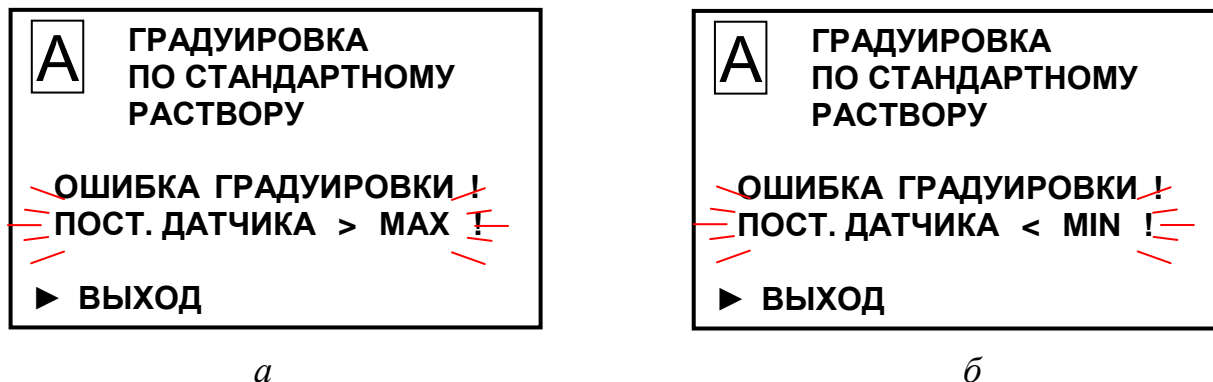 А ГРАДУИРОВКА
ПО СТАНДАРТНОМУ
РАСТВОРУ
ОШИБКА ГРАДУИРОВКИ !
ПОСТ. ДАТЧИКА > MAX !
► ВЫХОД
а
А ГРАДУИРОВКА
ПО СТАНДАРТНОМУ
РАСТВОРУ
ОШИБКА ГРАДУИРОВКИ !
ПОСТ. ДАТЧИКА < MIN !
► ВЫХОД
б